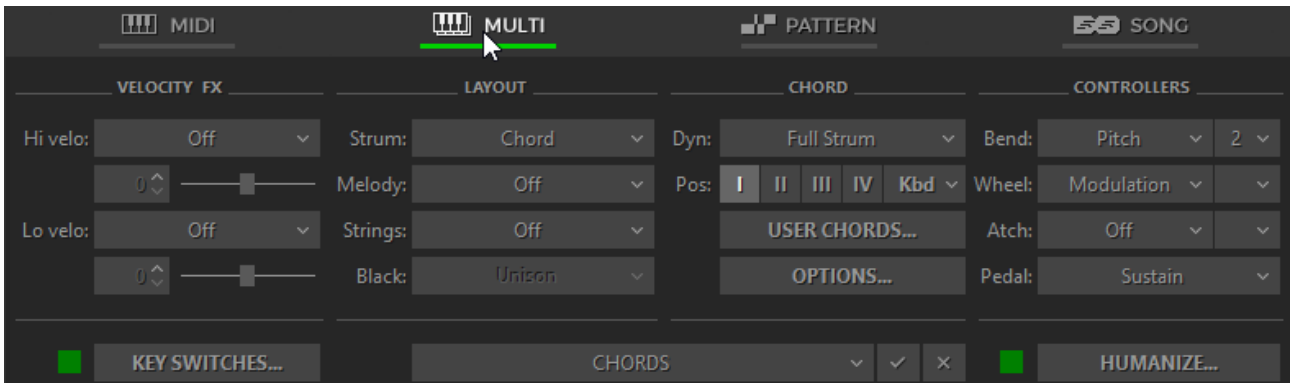 MIDI MULTI PATTERN SONG
VELOCITY FX LAYOUT CHORD CONTROLLERS
Hi velo: Off Strum: Chord Dyn: Full Strum Bend: Pitch 2
0 Melody: Off Pos: I II III IV Kbd Wheel: Modulation
Lo velo: Off Strings: Off USER CHORDS... Atch: Off
0 Black: Unison OPTIONS... Pedal: Sustain
KEY SWITCHES... CHORDS HUMANIZE...